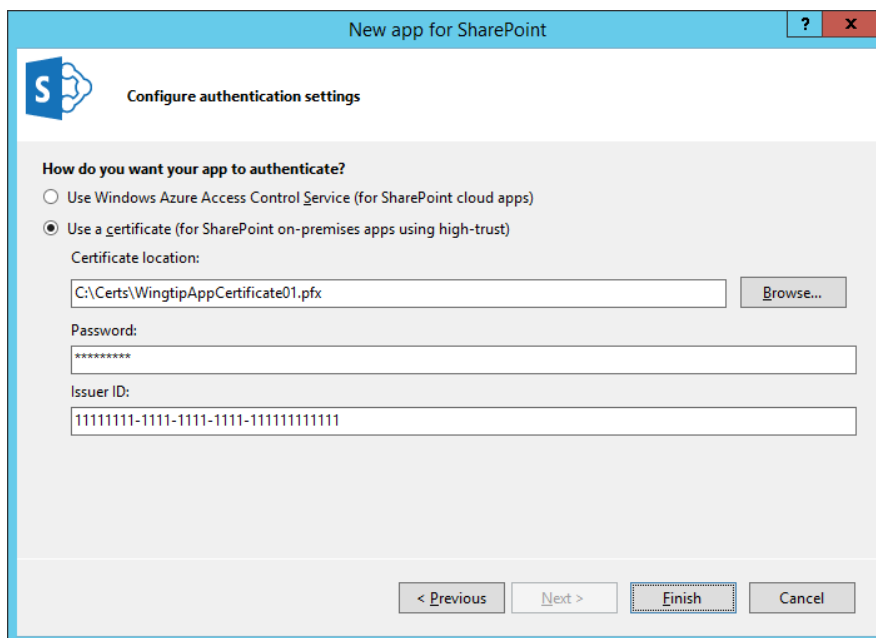 New app for SharePoint
? x
S
Configure authentication settings
How do you want your app to authenticate?
Use Windows Azure Access Control Service (for SharePoint cloud apps)
Use a certificate (for SharePoint on-premises apps using high-trust)
Certificate location:
C:\Certs\WingtipAppCertificate01.pfx
Browse...
Password:
*********
Issuer ID:
11111111-1111-1111-1111-111111111111
< Previous Next > Finish Cancel